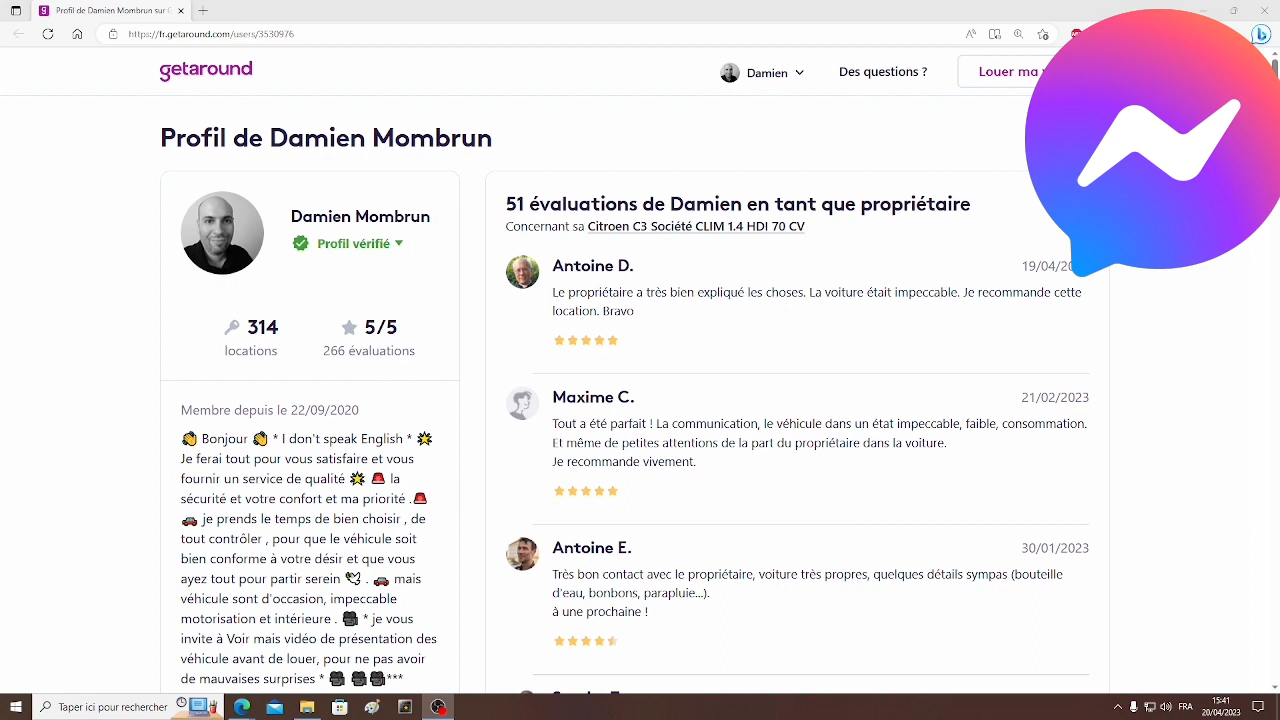 Profil de Damien Mombrun sur G
https://fr.getaround.com/users/3530976
getaround
Damien
Des questions ?
Louer ma
Profil de Damien Mombrun
Damien Mombrun
Profil vérifié
314
locations
5/5
266 évaluations
Membre depuis le 22/09/2020
👋 Bonjour 👋 * I don't speak English * 🌟
Je ferai tout pour vous satisfaire et vous
fournir un service de qualité 🌟 🚨 la
sécurité et votre confort et ma priorité .🚨
🚗 je prends le temps de bien choisir , de
tout contrôler , pour que le véhicule soit
bien conforme à votre désir et que vous
ayez tout pour partir serein 🕊 . 🚗 mais
véhicule sont d'occasion, impeccable
motorisation et intérieure . 🎥 * je vous
invite à Voir mais vidéo de présentation des
véhicule avant de louer, pour ne pas avoir
de mauvaises surprises * 🎥 🎥 🎥***
51 évaluations de Damien en tant que propriétaire
Concernant sa Citroen C3 Société CLIM 1.4 HDI 70 CV
Antoine D.
19/04/
Le propriétaire a très bien expliqué les choses. La voiture était impeccable. Je recommande cette
location. Bravo
Maxime C.
21/02/2023
Tout a été parfait ! La communication, le véhicule dans un état impeccable, faible, consommation.
Et même de petites attentions de la part du propriétaire dans la voiture.
Je recommande vivement.
Antoine E.
30/01/2023
Très bon contact avec le propriétaire, voiture très propres, quelques détails sympas (bouteille
d'eau, bonbons, parapluie...).
à une prochaine !
Taper ici pour rechercher
FRA
15:41
20/04/2023